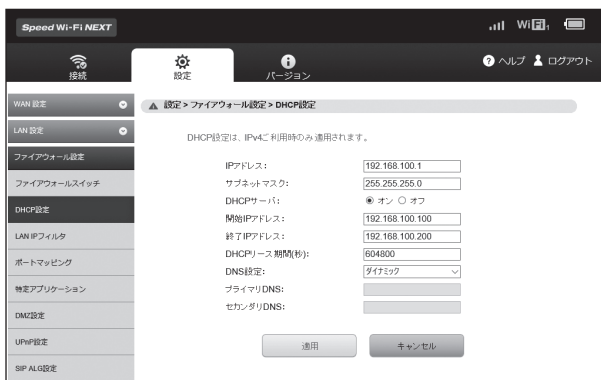 Speed Wi-Fi NEXT
WiFi1
接続
設定
バージョン
ヘルプ ログアウト
WAN 設定
LAN 設定
ファイアウォール設定
ファイアウォールスイッチ
DHCP設定
LAN IPフィルタ
ポートマッピング
特定アプリケーション
DMZ設定
UPnP設定
SIP ALG設定
設定 > ファイアウォール設定 > DHCP設定
DHCP設定は、IPv4ご利用時のみ適用されます。
IPアドレス: 192.168.100.1
サブネットマスク: 255.255.255.0
DHCPサーバ: オン オフ
開始IPアドレス: 192.168.100.100
終了IPアドレス: 192.168.100.200
DHCPリース期間(秒): 604800
DNS設定: ダイナミック
プライマリDNS:
セカンダリDNS:
適用 キャンセル